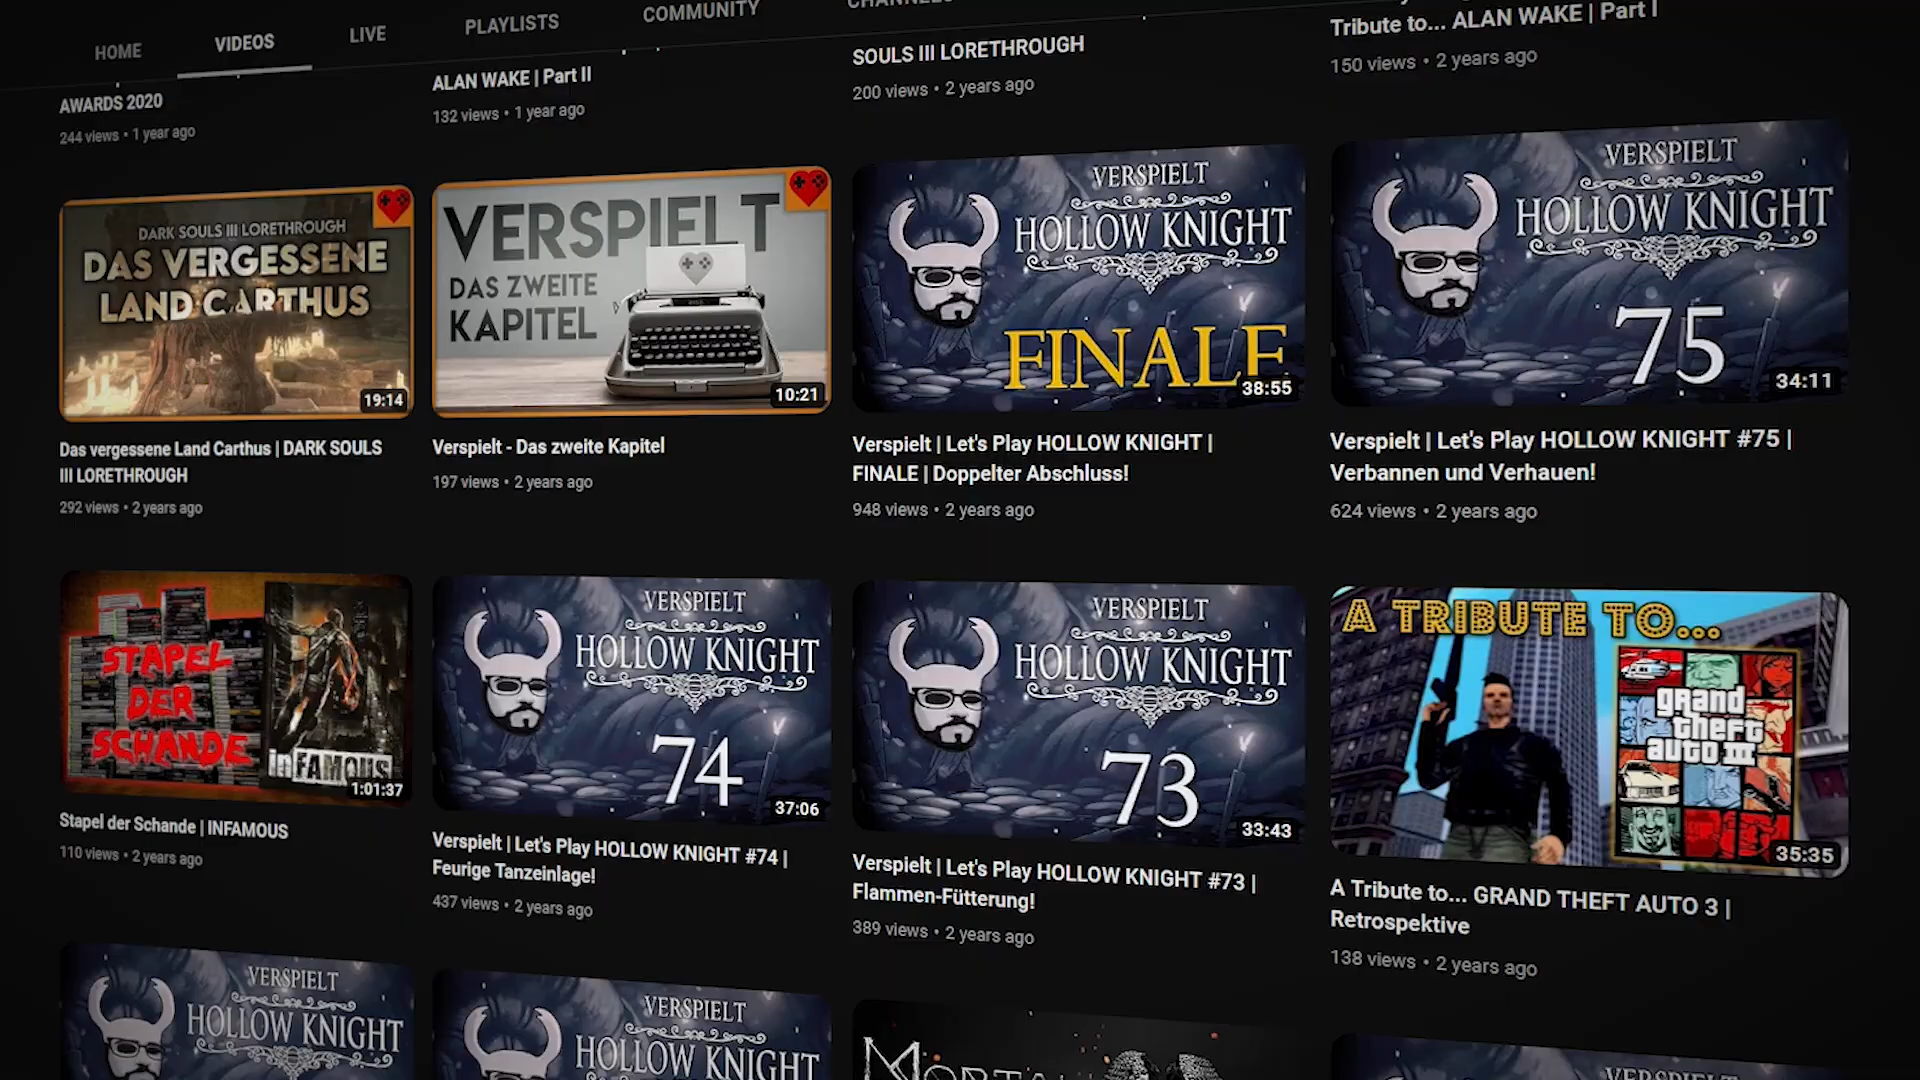 HOME
VIDEOS
LIVE
PLAYLISTS
COMMUNITY
AWARDS 2020
244 views • 1 year ago
ALAN WAKE | Part II
132 views • 1 year ago
SOULS III LORETHROUGH
200 views • 2 years ago
Tribute to... ALAN WAKE | Part I
150 views • 2 years ago
DARK SOULS III LORETHROUGH
DAS VERGESSENE
LAND CARTHUS
19:14
Das vergessene Land Carthus | DARK SOULS
III LORETHROUGH
292 views • 2 years ago
VERSPIELT
DAS ZWEITE
KAPITEL
10:21
Verspielt - Das zweite Kapitel
197 views • 2 years ago
VERSPIELT
HOLLOW KNIGHT
FINALE
38:55
Verspielt | Let's Play HOLLOW KNIGHT |
FINALE | Doppelter Abschluss!
948 views • 2 years ago
VERSPIELT
HOLLOW KNIGHT
75
34:11
Verspielt | Let's Play HOLLOW KNIGHT #75 |
Verbannen und Verhauen!
624 views • 2 years ago
STAPEL
DER
SCHANDE
inFAMOUS
1:01:37
Stapel der Schande | INFAMOUS
110 views • 2 years ago
VERSPIELT
HOLLOW KNIGHT
74
37:06
Verspielt | Let's Play HOLLOW KNIGHT #74 |
Feurige Tanzeinlage!
437 views • 2 years ago
VERSPIELT
HOLLOW KNIGHT
73
33:43
Verspielt | Let's Play HOLLOW KNIGHT #73 |
Flammen-Fütterung!
389 views • 2 years ago
A TRIBUTE TO...
grand
theft
auto III
35:35
A Tribute to... GRAND THEFT AUTO 3 |
Retrospektive
138 views • 2 years ago
VERSPIELT
HOLLOW KNIGHT
VERSPIELT
HOLLOW KNIGHT